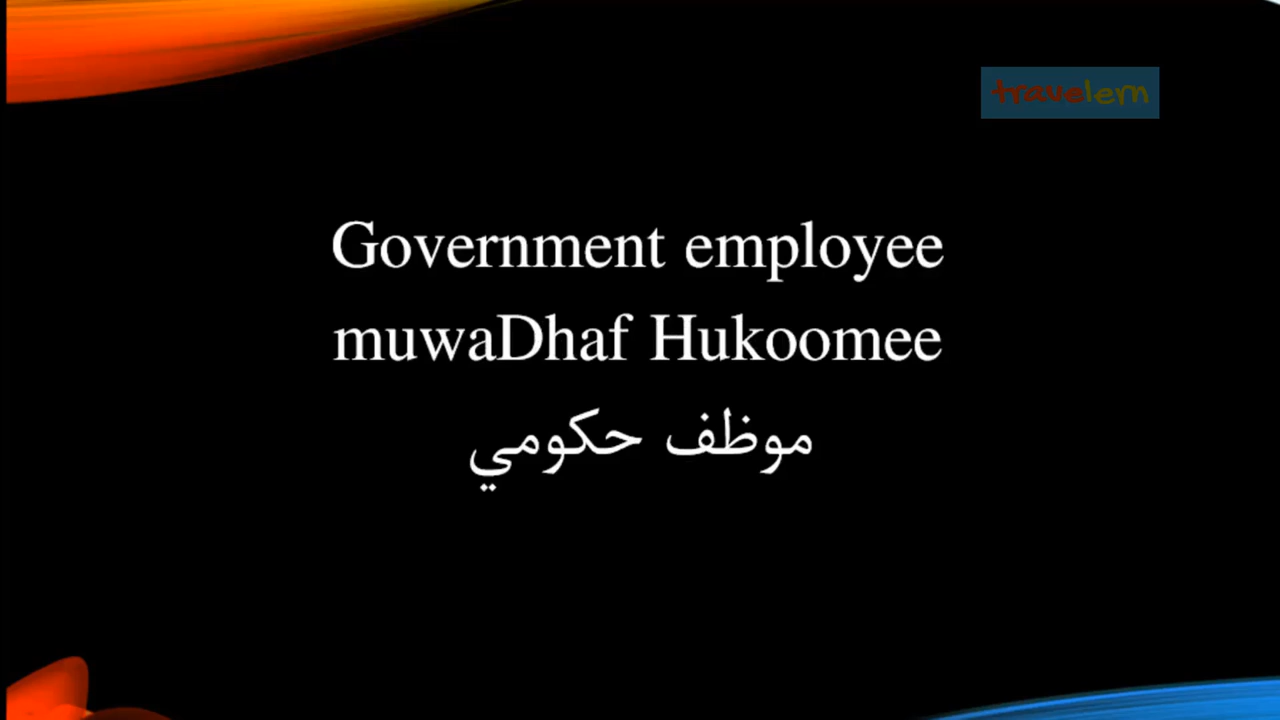 travelern
Government employee
muwaDhaf Hukoomee
موظف حكومي